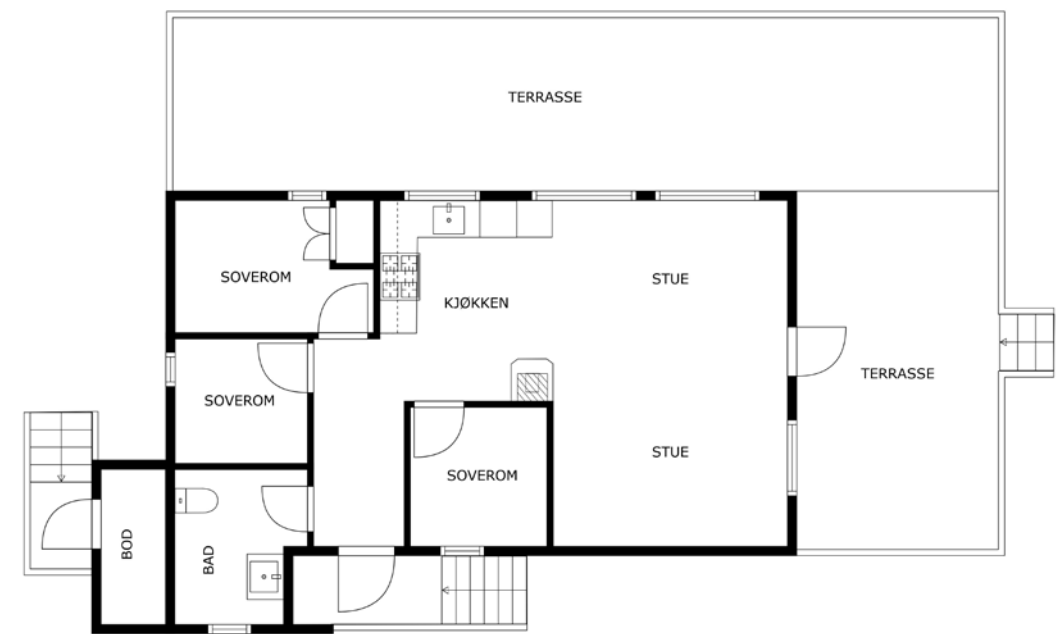 TERRASSE
SOVEROM
STUE
KJØKKEN
TERRASSE
SOVEROM
STUE
SOVEROM
BOD
BAD